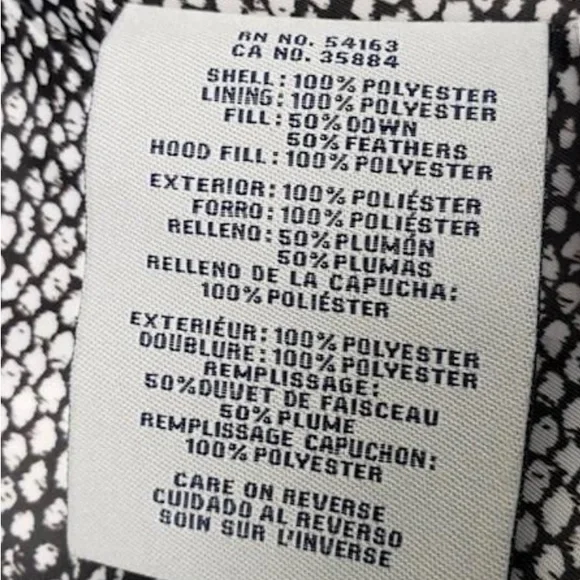 RN NO. 54163
CA NO. 35884
SHELL: 100% POLYESTER
LINING: 100% POLYESTER
FILL: 50% DOWN
50% FEATHERS
HOOD FILL: 100% POLYESTER
EXTERIOR: 100% POLIÉSTER
FORRO: 100% POLIÉSTER
RELLENO: 50% PLUMÓN
50% PLUMAS
RELLENO DE LA CAPUCHA:
100% POLIÉSTER
EXTERIÉUR: 100% POLYESTER
DOUBLURE: 100% POLYESTER
REMPLISSAGE:
50%DUVET DE FAISCEAU
50% PLUME
REMPLISSAGE CAPUCHON:
100% POLYESTER
CARE ON REVERSE
CUIDADO AL REVERSO
SOIN SUR L'INVERSE